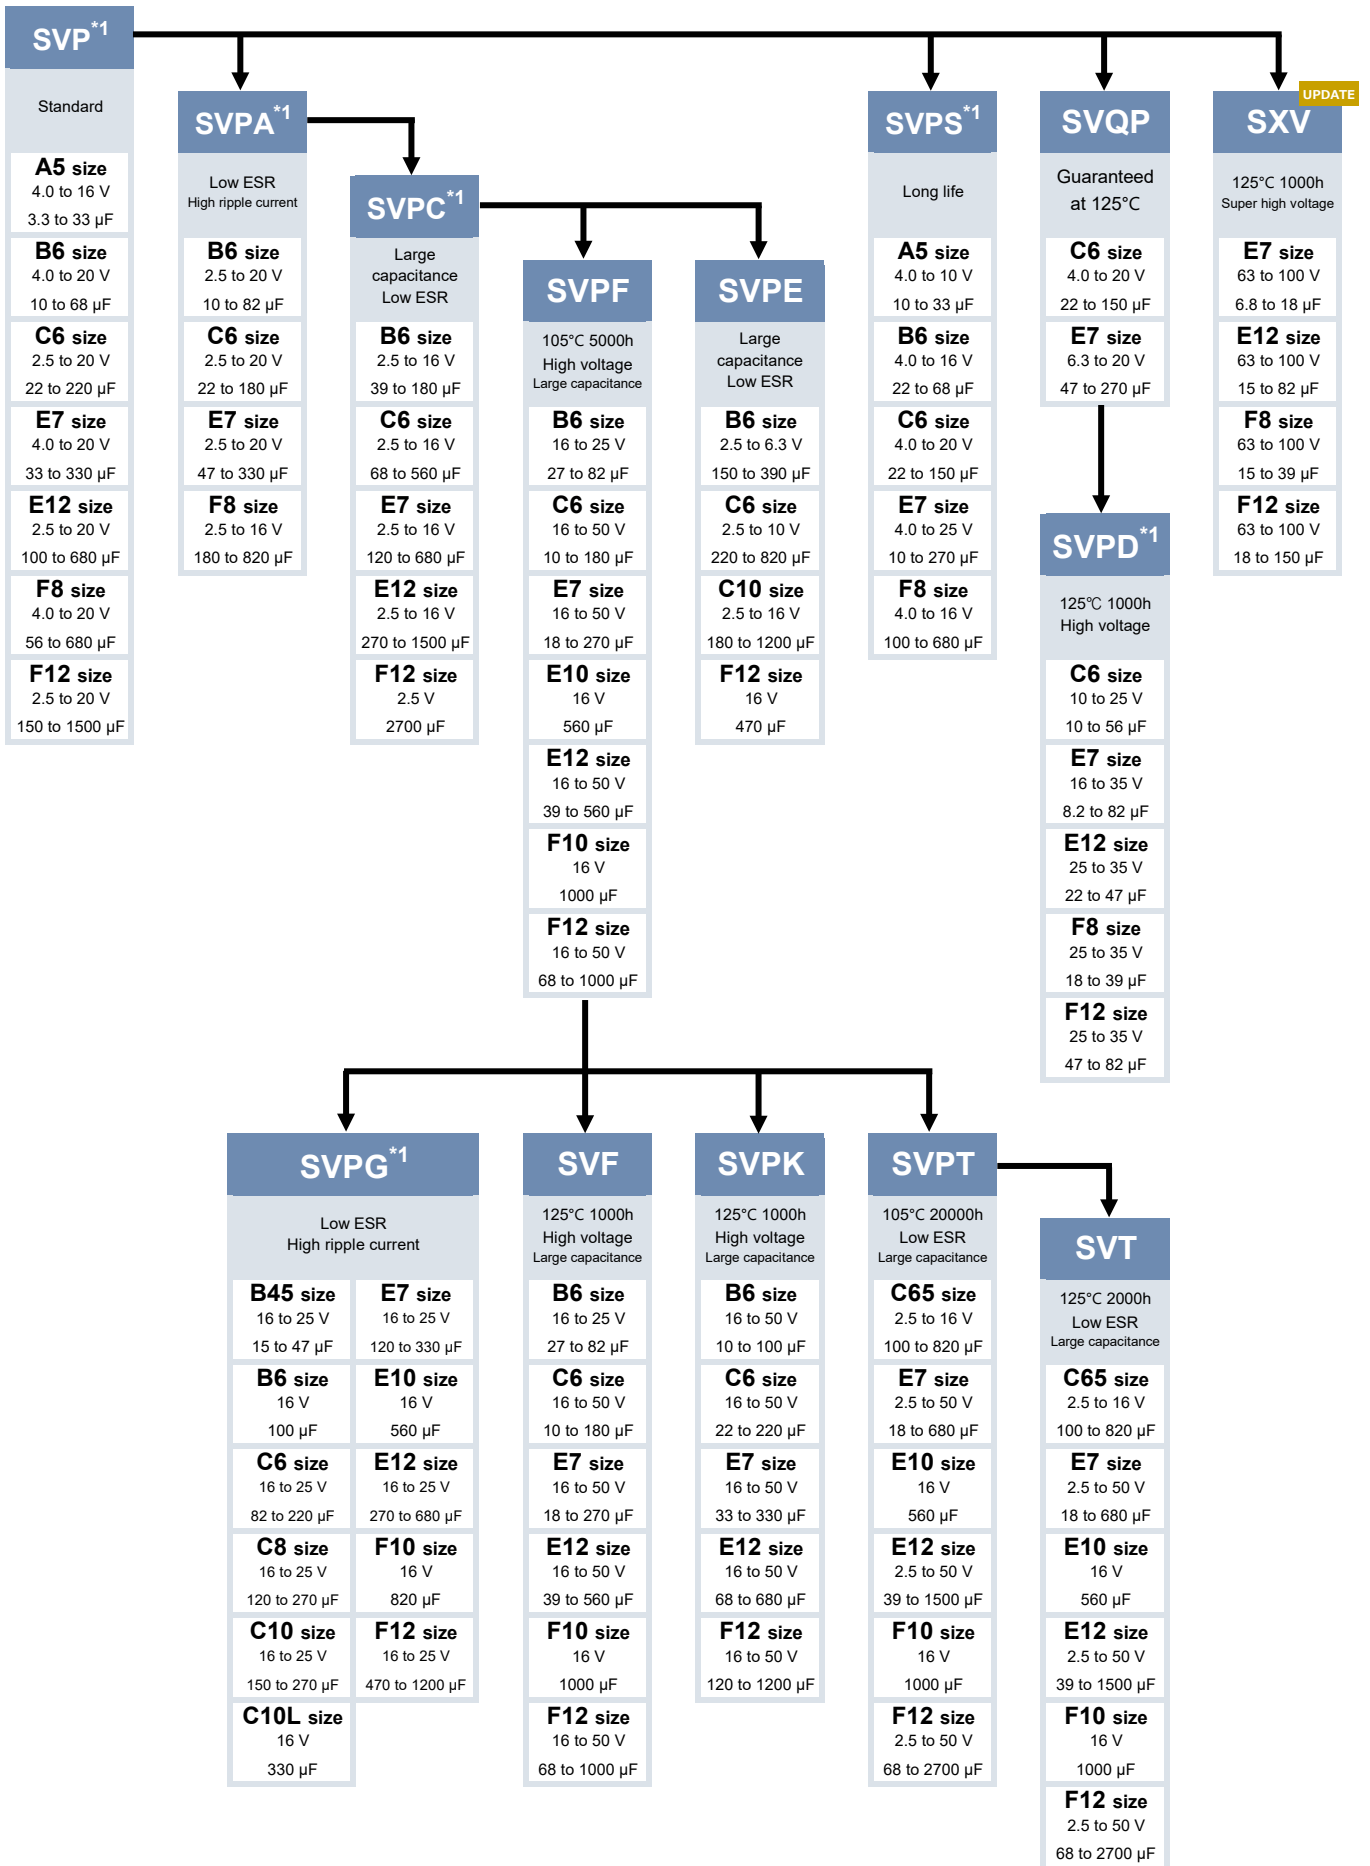 SVP*1
Standard
A5 size
4.0 to 16 V
3.3 to 33 µF
B6 size
4.0 to 20 V
10 to 68 µF
C6 size
2.5 to 20 V
22 to 220 µF
E7 size
4.0 to 20 V
33 to 330 µF
E12 size
2.5 to 20 V
100 to 680 µF
F8 size
4.0 to 20 V
56 to 680 µF
F12 size
2.5 to 20 V
150 to 1500 µF
SVPA*1
Low ESR
High ripple current
B6 size
2.5 to 20 V
10 to 82 µF
C6 size
2.5 to 20 V
22 to 180 µF
E7 size
2.5 to 20 V
47 to 330 µF
F8 size
2.5 to 16 V
180 to 820 µF
SVPC*1
Large
capacitance
Low ESR
B6 size
2.5 to 16 V
39 to 180 µF
C6 size
2.5 to 16 V
68 to 560 µF
E7 size
2.5 to 16 V
120 to 680 µF
E12 size
2.5 to 16 V
270 to 1500 µF
F12 size
2.5 V
2700 µF
SVPF
105°C 5000h
High voltage
Large capacitance
B6 size
16 to 25 V
27 to 82 µF
C6 size
16 to 50 V
10 to 180 µF
E7 size
16 to 50 V
18 to 270 µF
E10 size
16 V
560 µF
E12 size
16 to 50 V
39 to 560 µF
F10 size
16 V
1000 µF
F12 size
16 to 50 V
68 to 1000 µF
SVPE
Large
capacitance
Low ESR
B6 size
2.5 to 6.3 V
150 to 390 µF
C6 size
2.5 to 10 V
220 to 820 µF
C10 size
2.5 to 16 V
180 to 1200 µF
F12 size
16 V
470 µF
SVPS*1
Long life
A5 size
4.0 to 10 V
10 to 33 µF
B6 size
4.0 to 16 V
22 to 68 µF
C6 size
4.0 to 20 V
22 to 150 µF
E7 size
4.0 to 25 V
10 to 270 µF
F8 size
4.0 to 16 V
100 to 680 µF
SVQP
Guaranteed
at 125°C
C6 size
4.0 to 20 V
22 to 150 µF
E7 size
6.3 to 20 V
47 to 270 µF
SVPD*1
125℃ 1000h
High voltage
C6 size
10 to 25 V
10 to 56 µF
E7 size
16 to 35 V
8.2 to 82 µF
E12 size
25 to 35 V
22 to 47 µF
F8 size
25 to 35 V
18 to 39 µF
F12 size
25 to 35 V
47 to 82 µF
UPDATE
SXV
125°C 1000h
Super high voltage
E7 size
63 to 100 V
6.8 to 18 µF
E12 size
63 to 100 V
15 to 82 µF
F8 size
63 to 100 V
15 to 39 µF
F12 size
63 to 100 V
18 to 150 µF
SVPG*1
Low ESR
High ripple current
B45 size
16 to 25 V
15 to 47 µF
B6 size
16 V
100 µF
C6 size
16 to 25 V
82 to 220 µF
C8 size
16 to 25 V
120 to 270 µF
C10 size
16 to 25 V
150 to 270 µF
C10L size
16 V
330 µF
E7 size
16 to 25 V
120 to 330 µF
E10 size
16 V
560 µF
E12 size
16 to 25 V
270 to 680 µF
F10 size
16 V
820 µF
F12 size
16 to 25 V
470 to 1200 µF
SVF
125°C 1000h
High voltage
Large capacitance
B6 size
16 to 25 V
27 to 82 µF
C6 size
16 to 50 V
10 to 180 µF
E7 size
16 to 50 V
18 to 270 µF
E12 size
16 to 50 V
39 to 560 µF
F10 size
16 V
1000 µF
F12 size
16 to 50 V
68 to 1000 µF
SVPK
125°C 1000h
High voltage
Large capacitance
B6 size
16 to 50 V
10 to 100 µF
C6 size
16 to 50 V
22 to 220 µF
E7 size
16 to 50 V
33 to 330 µF
E12 size
16 to 50 V
68 to 680 µF
F12 size
16 to 50 V
120 to 1200 µF
SVPT
105°C 20000h
Low ESR
Large capacitance
C65 size
2.5 to 16 V
100 to 820 µF
E7 size
2.5 to 50 V
18 to 680 µF
E10 size
16 V
560 µF
E12 size
2.5 to 50 V
39 to 1500 µF
F10 size
16 V
1000 µF
F12 size
2.5 to 50 V
68 to 2700 µF
SVT
125°C 2000h
Low ESR
Large capacitance
C65 size
2.5 to 16 V
100 to 820 µF
E7 size
2.5 to 50 V
18 to 680 µF
E10 size
16 V
560 µF
E12 size
2.5 to 50 V
39 to 1500 µF
F10 size
16 V
1000 µF
F12 size
2.5 to 50 V
68 to 2700 µF